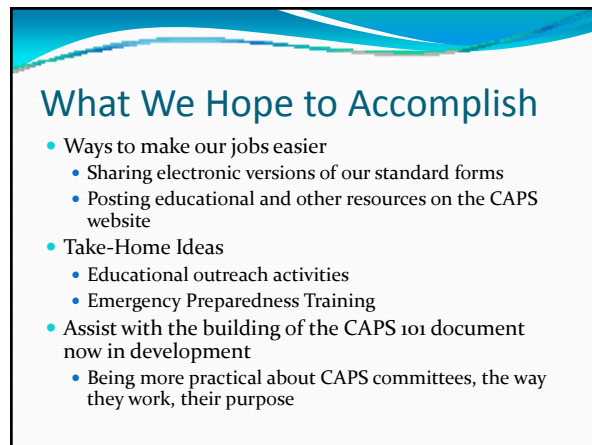 What We Hope to Accomplish
• Ways to make our jobs easier
• Sharing electronic versions of our standard forms
• Posting educational and other resources on the CAPS
website
• Take-Home Ideas
• Educational outreach activities
• Emergency Preparedness Training
• Assist with the building of the CAPS 101 document
now in development
• Being more practical about CAPS committees, the way
they work, their purpose